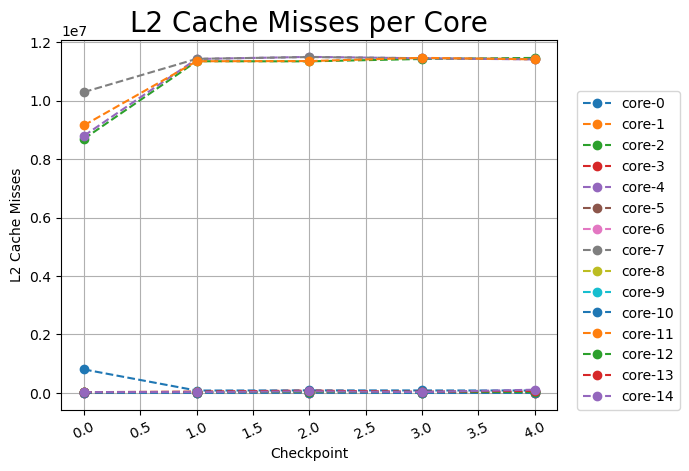 L2 Cache Misses per Core
1e7
1.2
1.0
0.8
0.6
0.4
0.2
0.0
L2 Cache Misses
0.0 0.5 1.0 1.5 2.0 2.5 3.0 3.5 4.0
Checkpoint
core-0
core-1
core-2
core-3
core-4
core-5
core-6
core-7
core-8
core-9
core-10
core-11
core-12
core-13
core-14